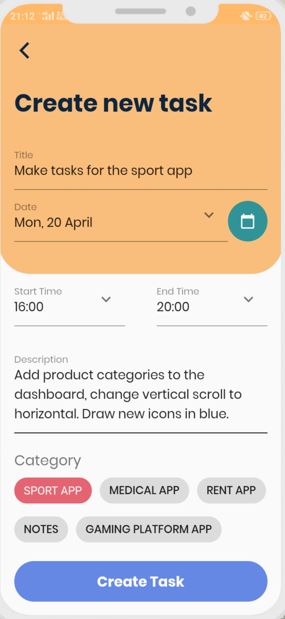 21:12
82
Create new task
Title
Make tasks for the sport app
Date
Mon, 20 April
Start Time
End Time
16:00
20:00
Description
Add product categories to the
dashboard, change vertical scroll to
horizontal. Draw new icons in blue.
Category
SPORT APP
MEDICAL APP
RENT APP
NOTES
GAMING PLATFORM APP
Create Task